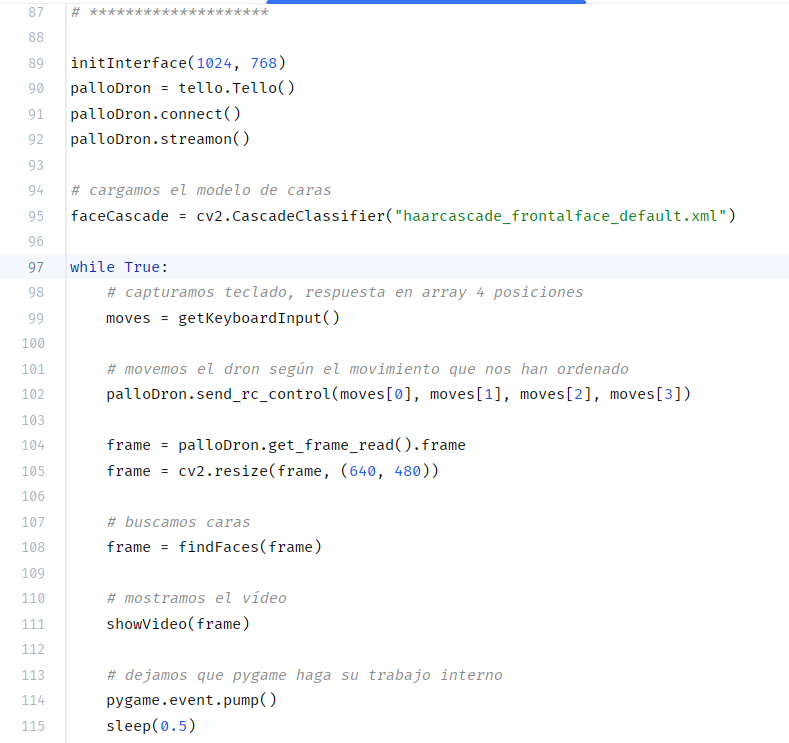 87 # ********************
88
89 initInterface(1024, 768)
90 palloDron = tello.Tello()
91 palloDron.connect()
92 palloDron.streamon()
93
94 # cargamos el modelo de caras
95 faceCascade = cv2.CascadeClassifier("haarcascade_frontalface_default.xml")
96
97 while True:
98     # capturamos teclado, respuesta en array 4 posiciones
99     moves = getKeyboardInput()
100
101     # movemos el dron según el movimiento que nos han ordenado
102     palloDron.send_rc_control(moves[0], moves[1], moves[2], moves[3])
103
104     frame = palloDron.get_frame_read().frame
105     frame = cv2.resize(frame, (640, 480))
106
107     # buscamos caras
108     frame = findFaces(frame)
109
110     # mostramos el vídeo
111     showVideo(frame)
112
113     # dejamos que pygame haga su trabajo interno
114     pygame.event.pump()
115     sleep(0.5)